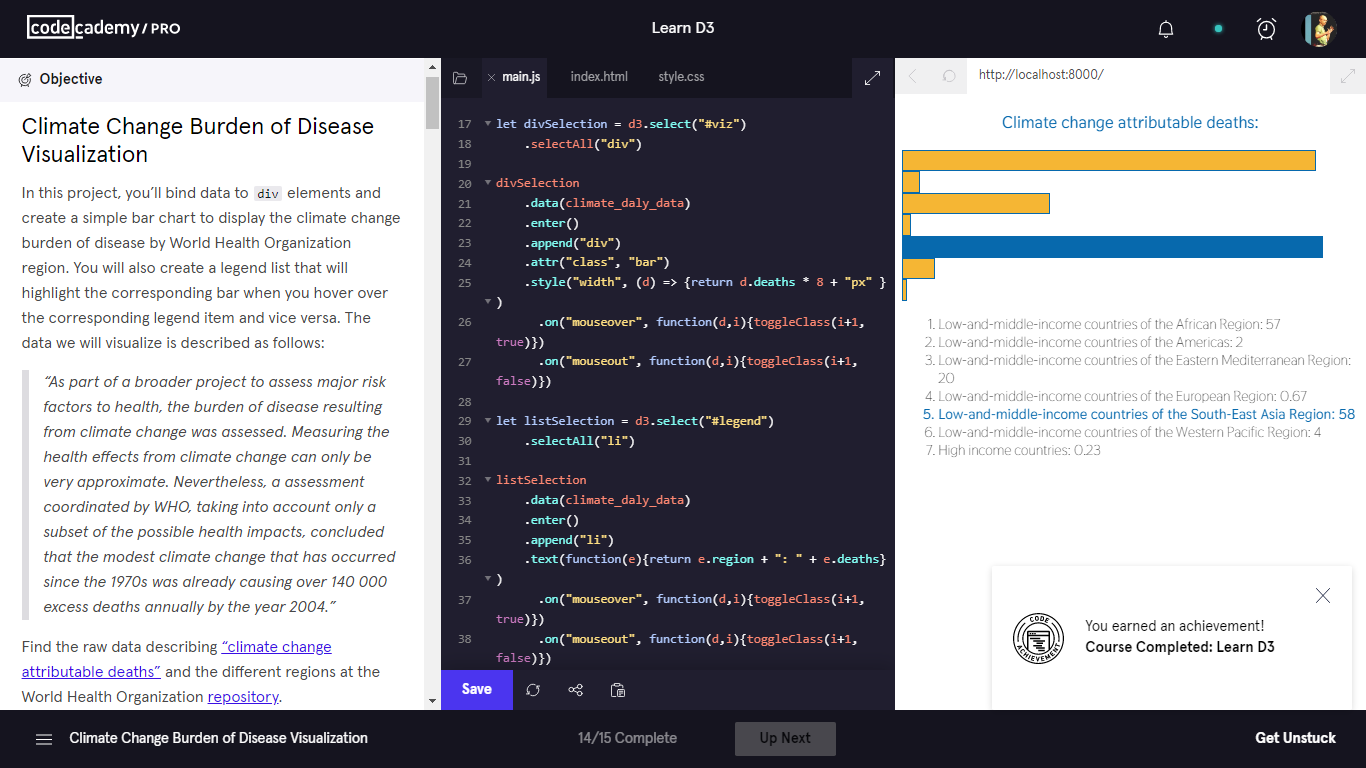 codecademy/PRO
Learn D3
Objective
Climate Change Burden of Disease
Visualization
In this project, you’ll bind data to div elements and
create a simple bar chart to display the climate change
burden of disease by World Health Organization
region. You will also create a legend list that will
highlight the corresponding bar when you hover over
the corresponding legend item and vice versa. The
data we will visualize is described as follows:
“As part of a broader project to assess major risk
factors to health, the burden of disease resulting
from climate change was assessed. Measuring the
health effects from climate change can only be
very approximate. Nevertheless, a assessment
coordinated by WHO, taking into account only a
subset of the possible health impacts, concluded
that the modest climate change that has occurred
since the 1970s was already causing over 140 000
excess deaths annually by the year 2004.”
Find the raw data describing “climate change
attributable deaths” and the different regions at the
World Health Organization repository.
main.js index.html style.css
17 let divSelection = d3.select("#viz")
18 .selectAll("div")
19
20 divSelection
21 .data(climate_daly_data)
22 .enter()
23 .append("div")
24 .attr("class", "bar")
25 .style("width", (d) => {return d.deaths * 8 + "px" }
)
26 .on("mouseover", function(d,i){toggleClass(i+1,
true)})
27 .on("mouseout", function(d,i){toggleClass(i+1,
false)})
28
29 let listSelection = d3.select("#legend")
30 .selectAll("li")
31
32 listSelection
33 .data(climate_daly_data)
34 .enter()
35 .append("li")
36 .text(function(e){return e.region + ": " + e.deaths}
)
37 .on("mouseover", function(d,i){toggleClass(i+1,
true)})
38 .on("mouseout", function(d,i){toggleClass(i+1,
false)})
Save
http://localhost:8000/
Climate change attributable deaths:
1. Low-and-middle-income countries of the African Region: 57
2. Low-and-middle-income countries of the Americas: 2
3. Low-and-middle-income countries of the Eastern Mediterranean Region:
20
4. Low-and-middle-income countries of the European Region: 0.67
5. Low-and-middle-income countries of the South-East Asia Region: 58
6. Low-and-middle-income countries of the Western Pacific Region: 4
7. High income countries: 0.23
CODE
ACHIEVEMENT
You earned an achievement!
Course Completed: Learn D3
Climate Change Burden of Disease Visualization
14/15 Complete
Up Next
Get Unstuck